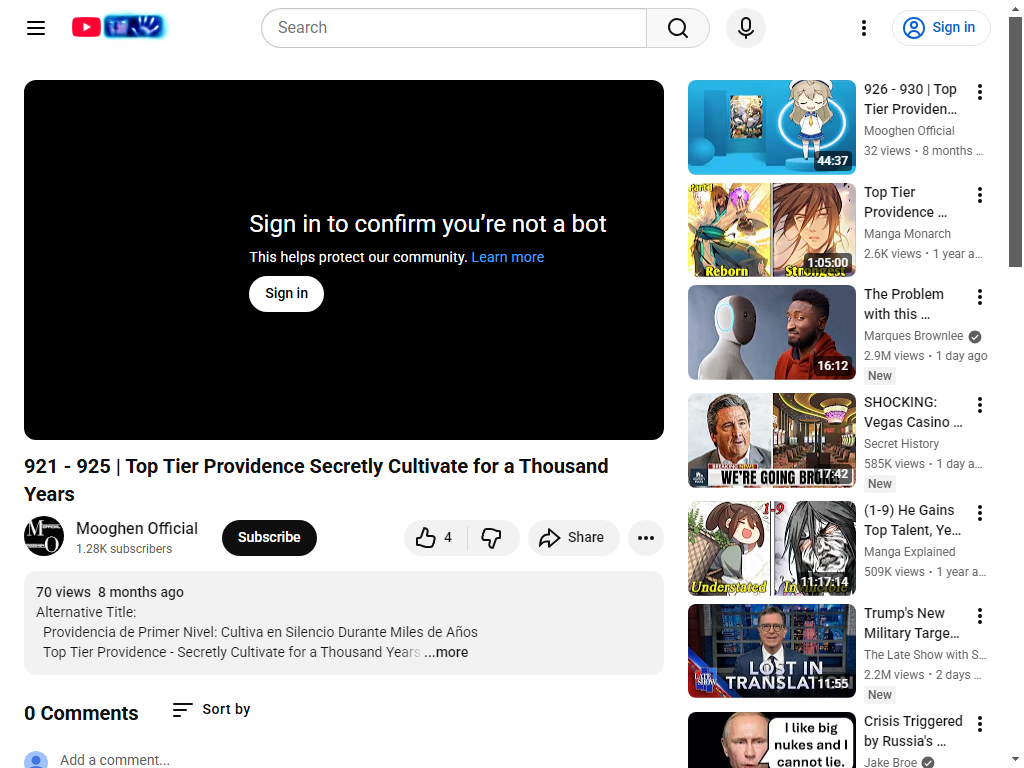 Search
Sign in
Sign in to confirm you're not a bot
This helps protect our community. Learn more
Sign in
921 - 925 | Top Tier Providence Secretly Cultivate for a Thousand
Years
Mooghen Official
1.28K subscribers
Subscribe
4
Share
70 views 8 months ago
Alternative Title:
Providencia de Primer Nivel: Cultiva en Silencio Durante Miles de Años
Top Tier Providence - Secretly Cultivate for a Thousand Years ...more
0 Comments
Sort by
Add a comment...
44:37
926 - 930 | Top
Tier Providen...
Mooghen Official
32 views • 8 months ...
Part1
Reborn
Strongest
1:05:00
Top Tier
Providence ...
Manga Monarch
2.6K views • 1 year a...
16:12
The Problem
with this ...
Marques Brownlee
2.9M views • 1 day ago
New
BREAKING NEWS
WE'RE GOING BROKE!
17:42
SHOCKING:
Vegas Casino ...
Secret History
585K views • 1 day a...
New
1-9
Understated
Invincible
11:17:14
(1-9) He Gains
Top Talent, Ye...
Manga Explained
509K views • 1 year a...
LATE SHOW
LOST IN
TRANSLATION
11:55
Trump's New
Military Targe...
The Late Show with S...
2.2M views • 2 days ...
New
I like big
nukes and I
cannot lie.
Crisis Triggered
by Russia's ...
Jake Broe